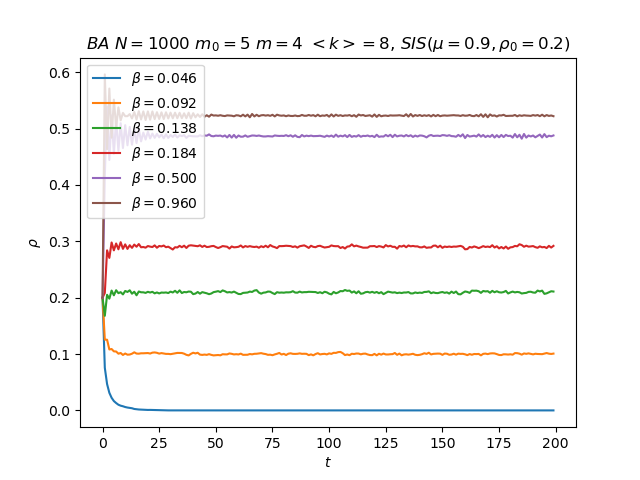 BA N = 1000 m₀ = 5 m = 4 < k > = 8, SIS(μ = 0.9, ρ₀ = 0.2)
β = 0.046
β = 0.092
β = 0.138
β = 0.184
β = 0.500
β = 0.960
0.6
0.5
0.4
0.3
0.2
0.1
0.0
ρ
0 25 50 75 100 125 150 175 200
t